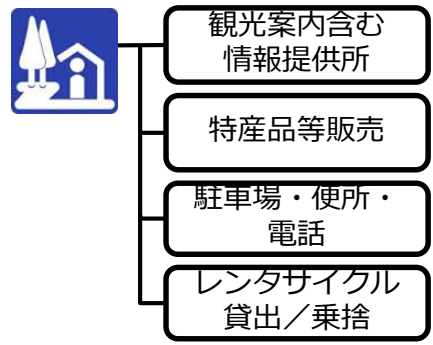 観光案内含む
情報提供所
特産品等販売
駐車場・便所・
電話
レンタサイクル
貸出／乗捨